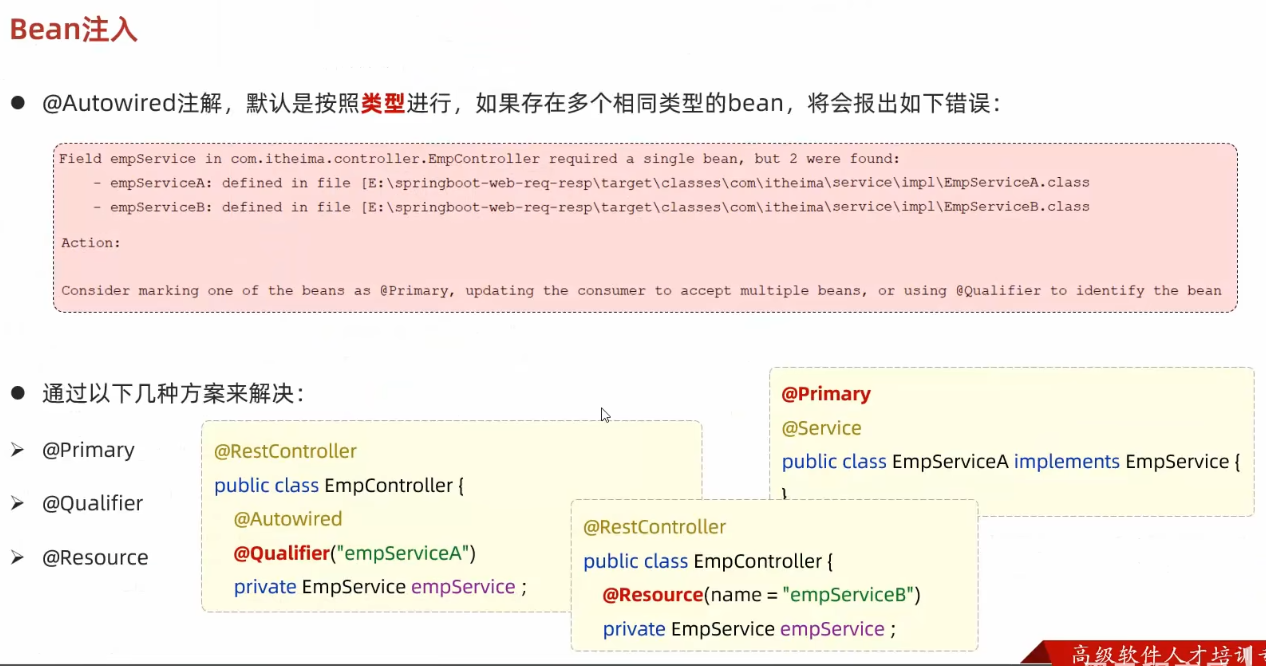 Bean注入
● @Autowired注解，默认是按照类型进行，如果存在多个相同类型的bean，将会报出如下错误：
Field empService in com.itheima.controller.EmpController required a single bean, but 2 were found:
- empServiceA: defined in file [E:\springboot-web-req-resp\target\classes\com\itheima\service\impl\EmpServiceA.class
- empServiceB: defined in file [E:\springboot-web-req-resp\target\classes\com\itheima\service\impl\EmpServiceB.class
Action:
Consider marking one of the beans as @Primary, updating the consumer to accept multiple beans, or using @Qualifier to identify the bean
● 通过以下几种方案来解决：
➢ @Primary
➢ @Qualifier
➢ @Resource
@RestController
public class EmpController {
@Autowired
@Qualifier("empServiceA")
private EmpService empService ;
@RestController
public class EmpController {
@Resource(name = "empServiceB")
private EmpService empService ;
@Primary
@Service
public class EmpServiceA implements EmpService {
}
高级软件人才培训